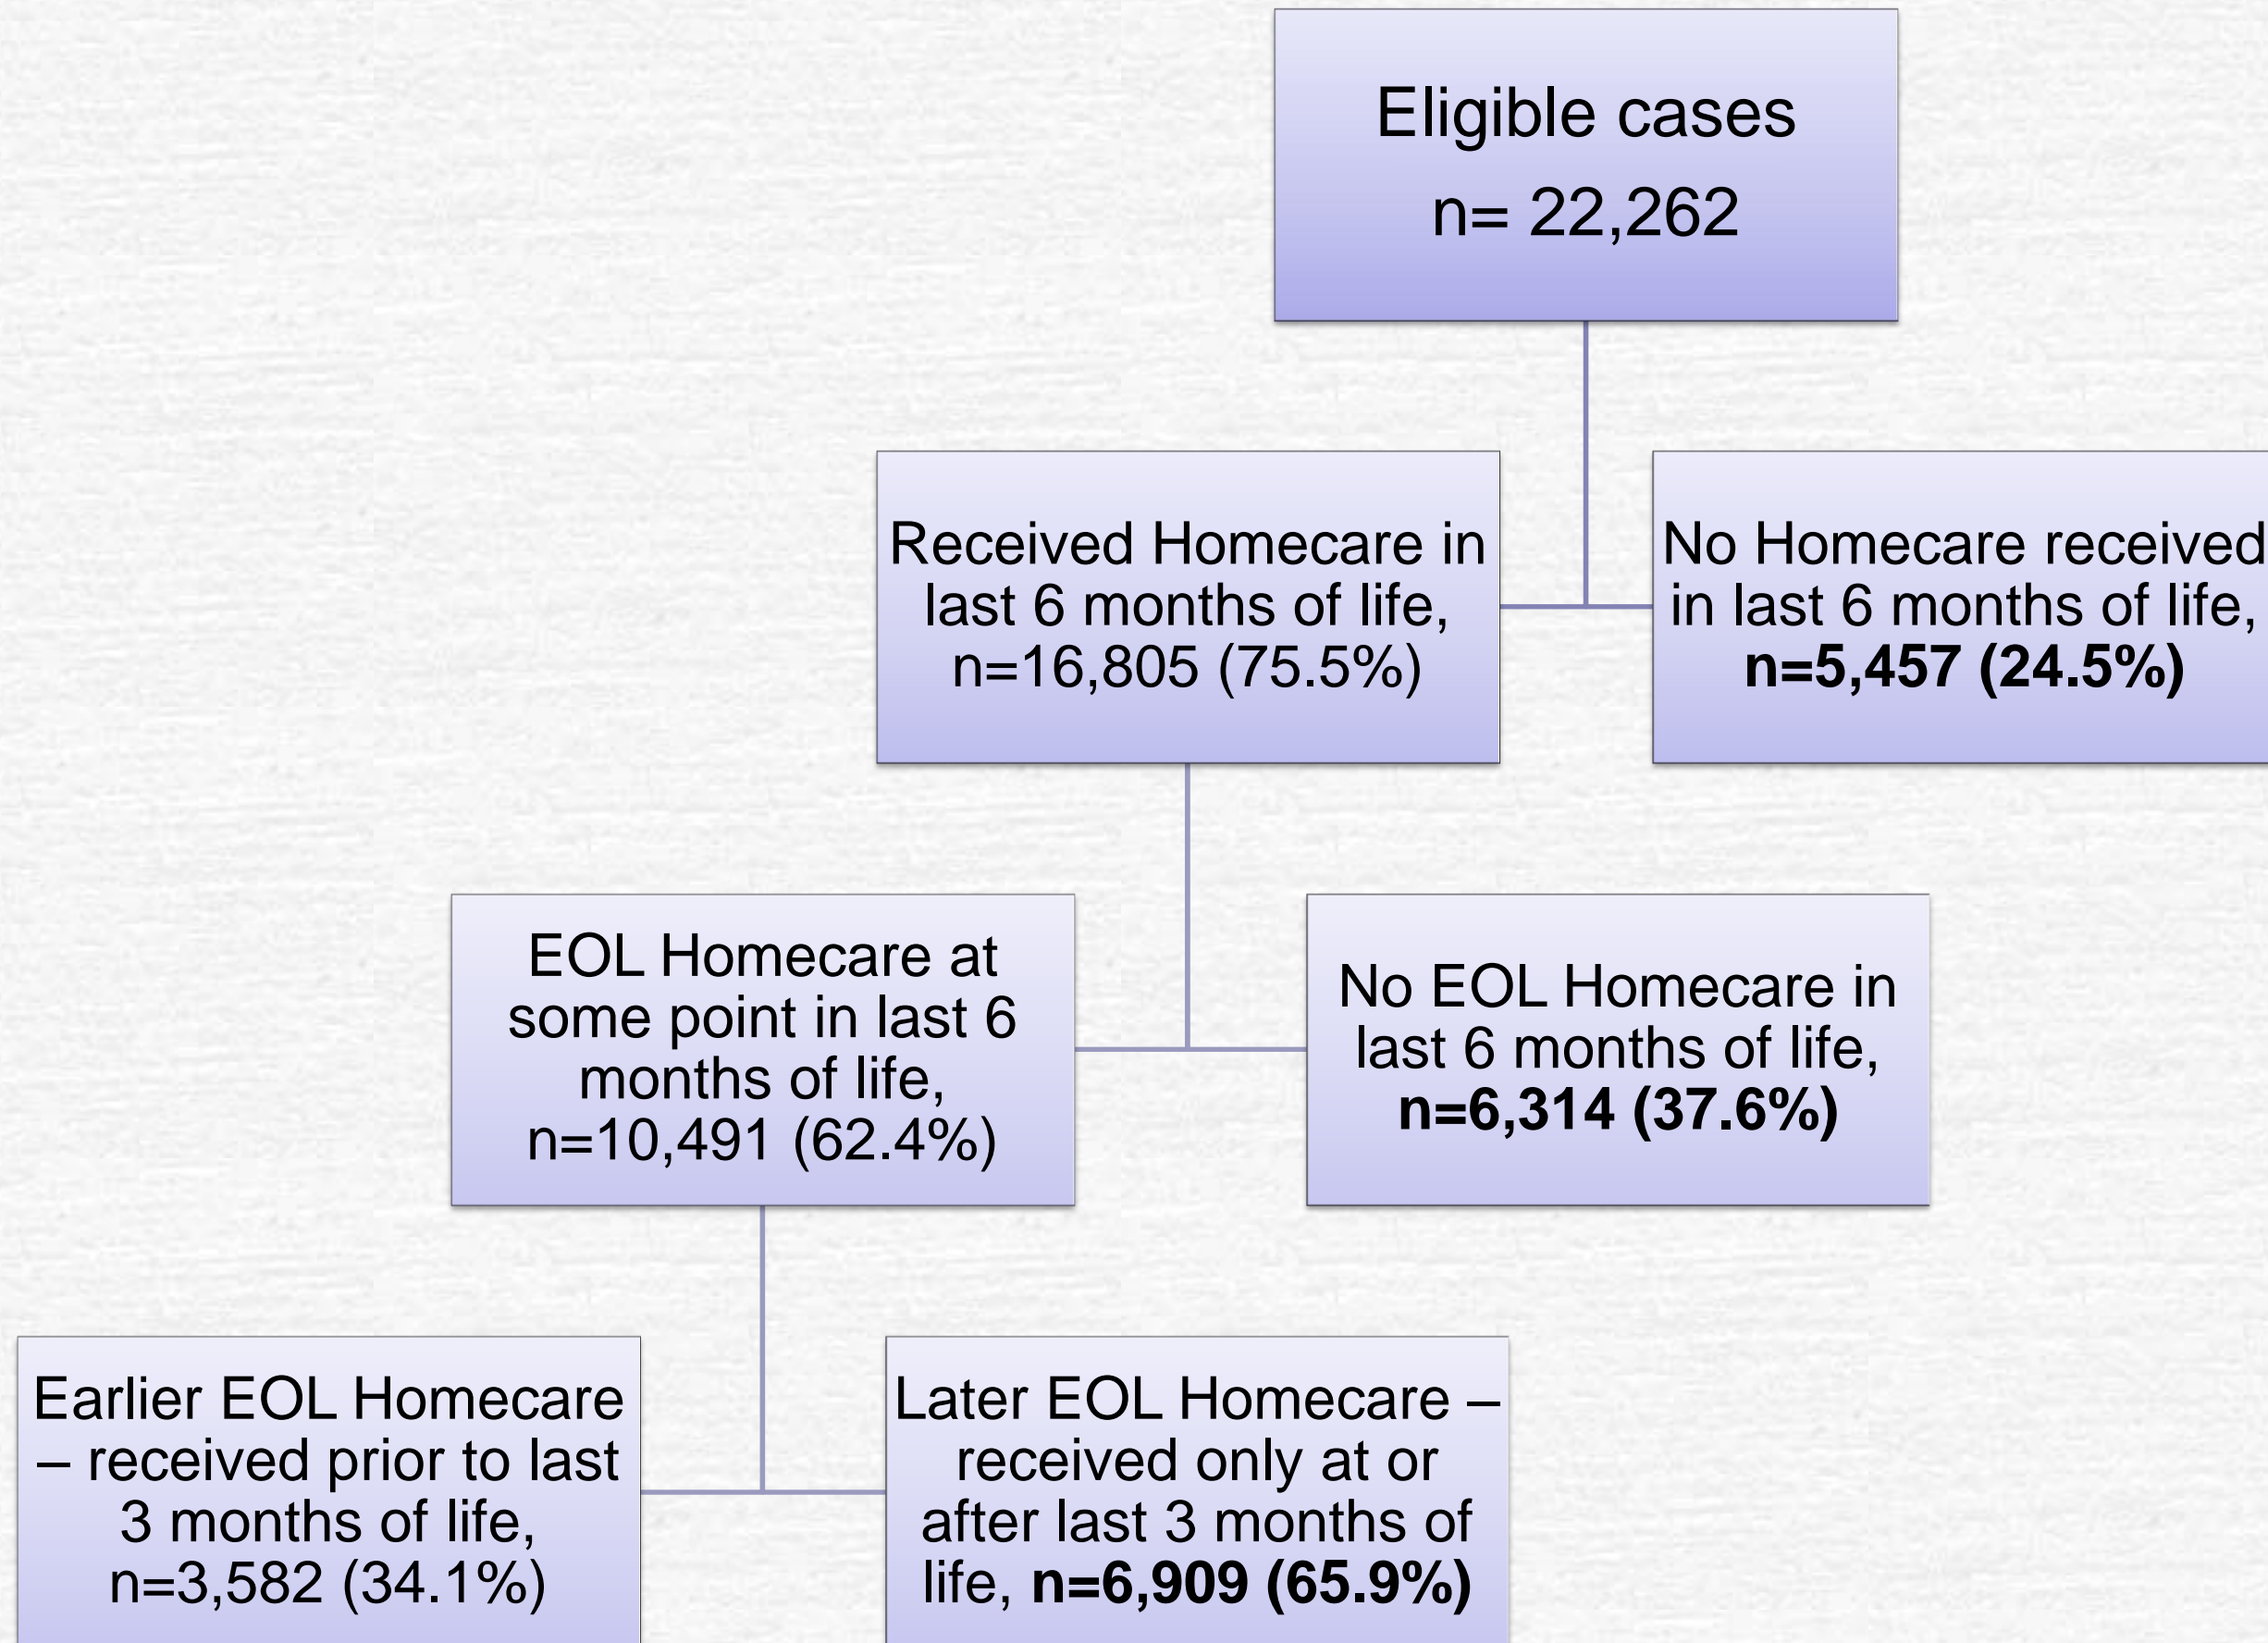 Eligible cases
n= 22,262
Received Homecare in
last 6 months of life,
n=16,805 (75.5%)
No Homecare received
in last 6 months of life,
n=5,457 (24.5%)
EOL Homecare at
some point in last 6
months of life,
n=10,491 (62.4%)
No EOL Homecare in
last 6 months of life,
n=6,314 (37.6%)
Earlier EOL Homecare
– received prior to last
3 months of life,
n=3,582 (34.1%)
Later EOL Homecare –
received only at or
after last 3 months of
life, n=6,909 (65.9%)